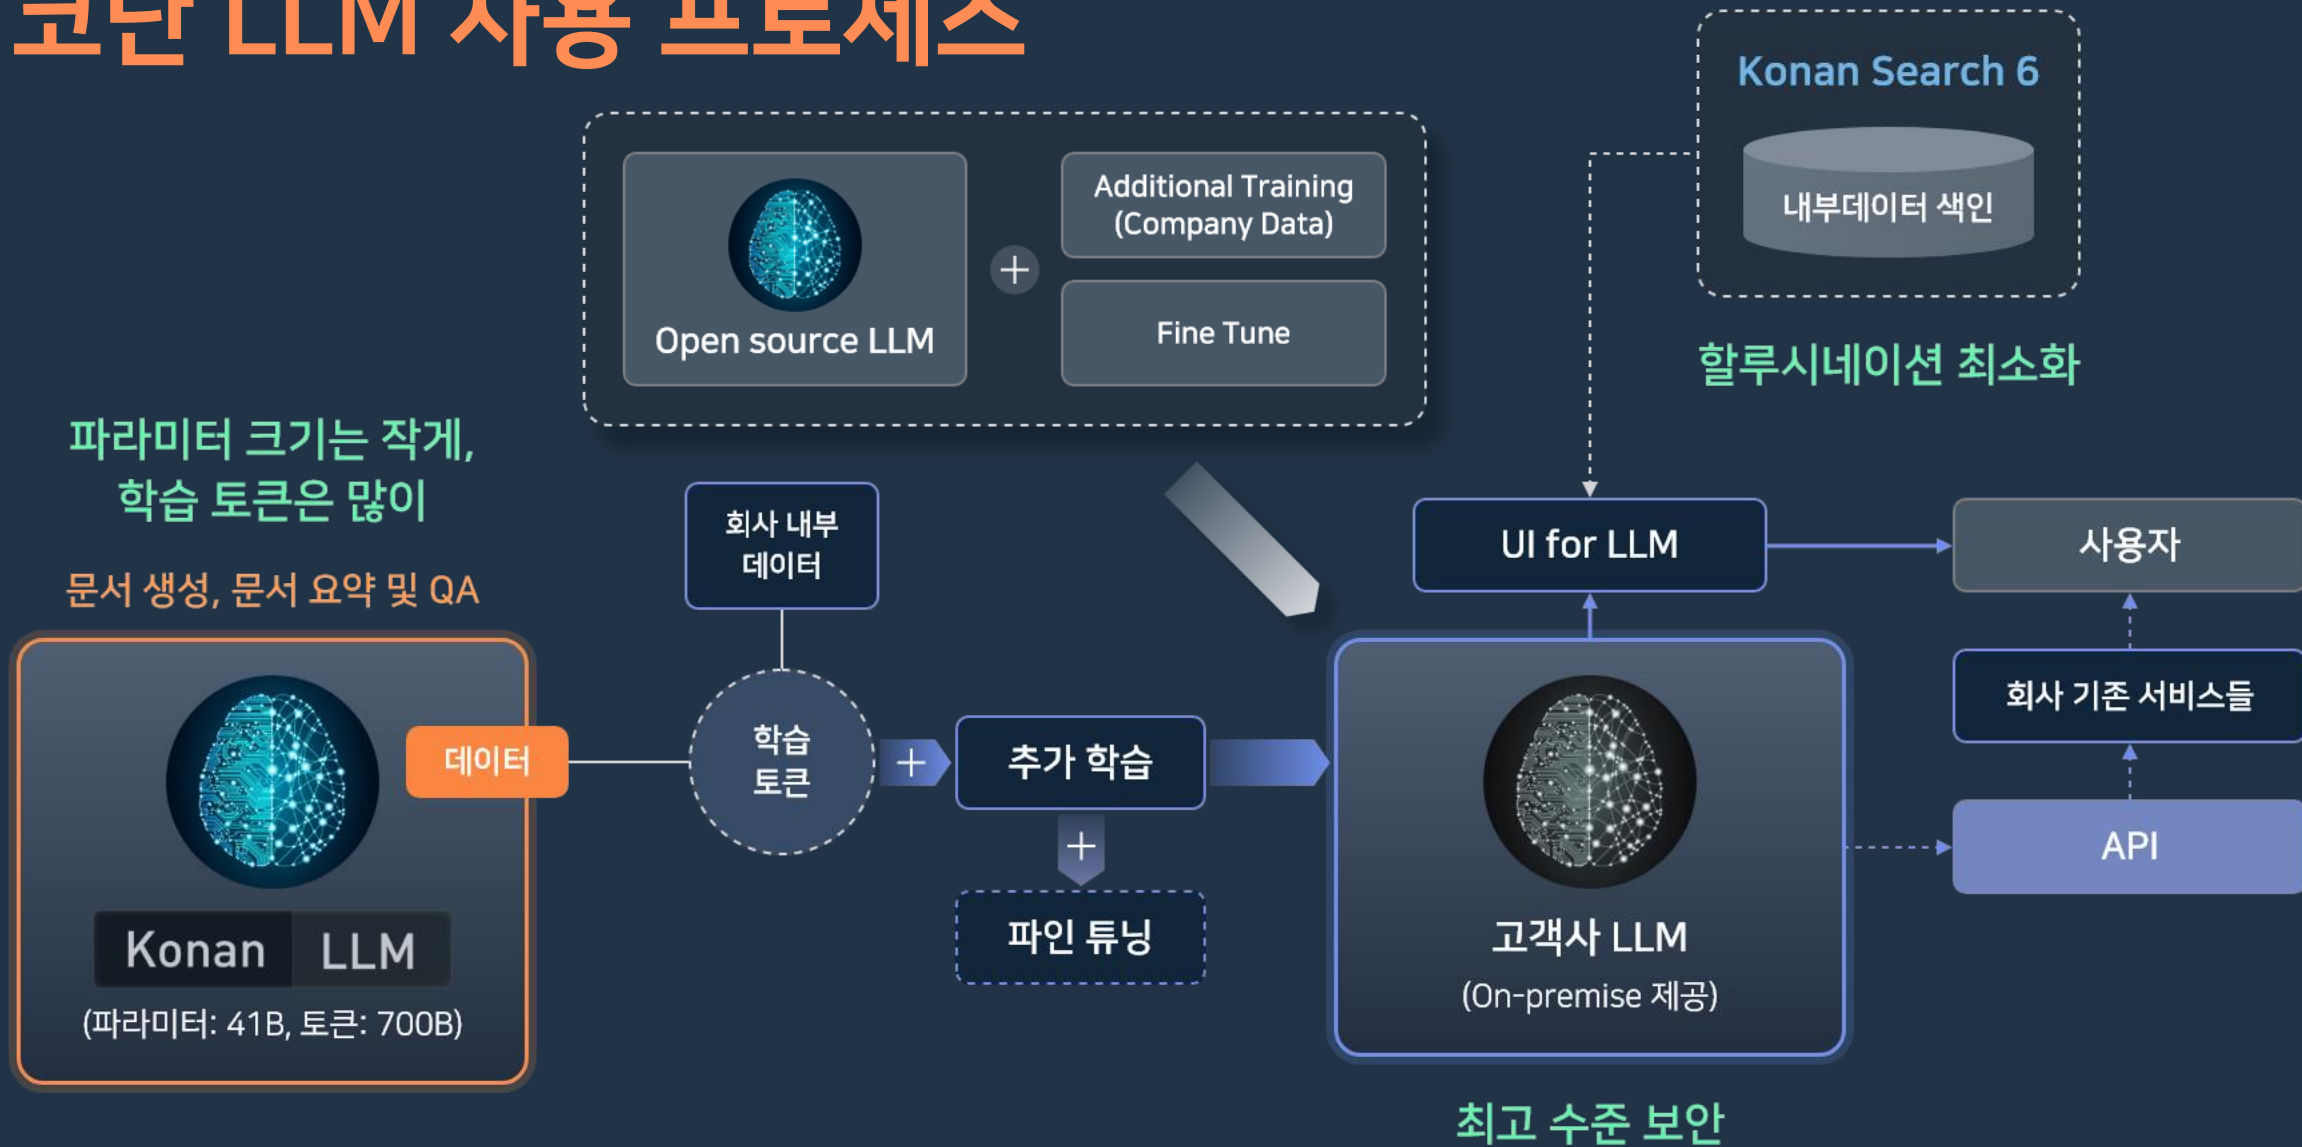 코난 LLM 사용 프로세스
Konan Search 6
내부데이터 색인
할루시네이션 최소화
Open source LLM
+
Additional Training
(Company Data)
Fine Tune
파라미터 크기는 작게,
학습 토큰은 많이
문서 생성, 문서 요약 및 QA
데이터
Konan LLM
(파라미터: 41B, 토큰: 700B)
회사 내부
데이터
학습
토큰
+
추가 학습
+
파인 튜닝
UI for LLM
고객사 LLM
(On-premise 제공)
최고 수준 보안
사용자
회사 기존 서비스들
API